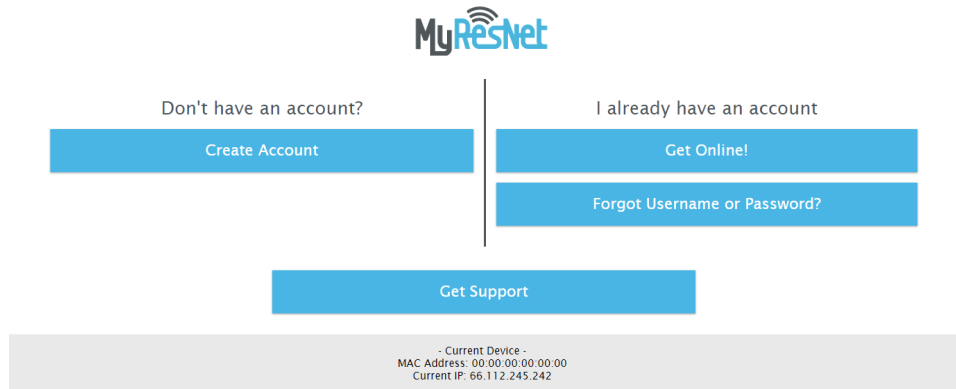 MyResNet
Don't have an account?
Create Account
I already have an account
Get Online!
Forgot Username or Password?
Get Support
- Current Device -
MAC Address: 00:00:00:00:00:00
Current IP: 66.112.245.242